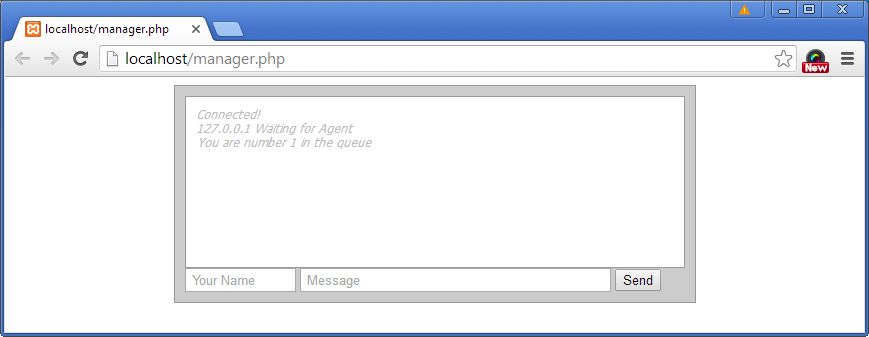 localhost/manager.php
localhost/manager.php
New
Connected!
127.0.0.1 Waiting for Agent
You are number 1 in the queue
Your Name
Message
Send